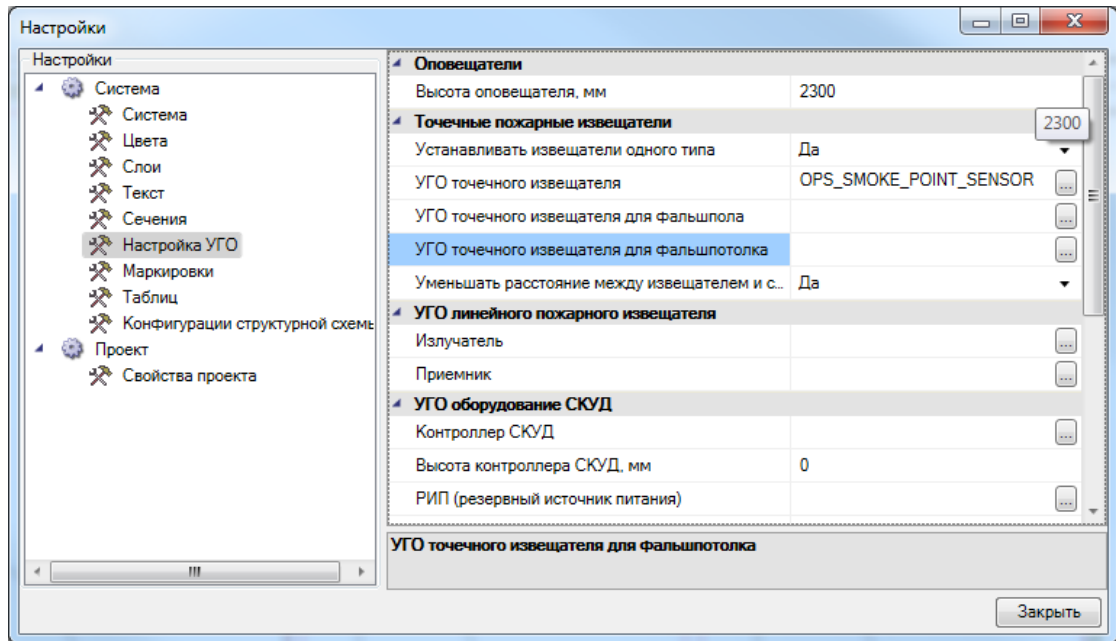 Настройки
Настройки
Система
Система
Цвета
Слои
Текст
Сечения
Настройка УГО
Маркировки
Таблиц
Конфигурации структурной схемы
Проект
Свойства проекта
Оповещатели
Высота оповещателя, мм 2300
Точечные пожарные извещатели
2300
Устанавливать извещатели одного типа Да
УГО точечного извещателя OPS_SMOKE_POINT_SENSOR ...
УГО точечного извещателя для фальшпола ...
УГО точечного извещателя для фальшпотолка ...
Уменьшать расстояние между извещателем и с... Да
УГО линейного пожарного извещателя
Излучатель ...
Приемник ...
УГО оборудование СКУД
Контроллер СКУД ...
Высота контроллера СКУД, мм 0
РИП (резервный источник питания) ...
УГО точечного извещателя для фальшпотолка
Закрыть